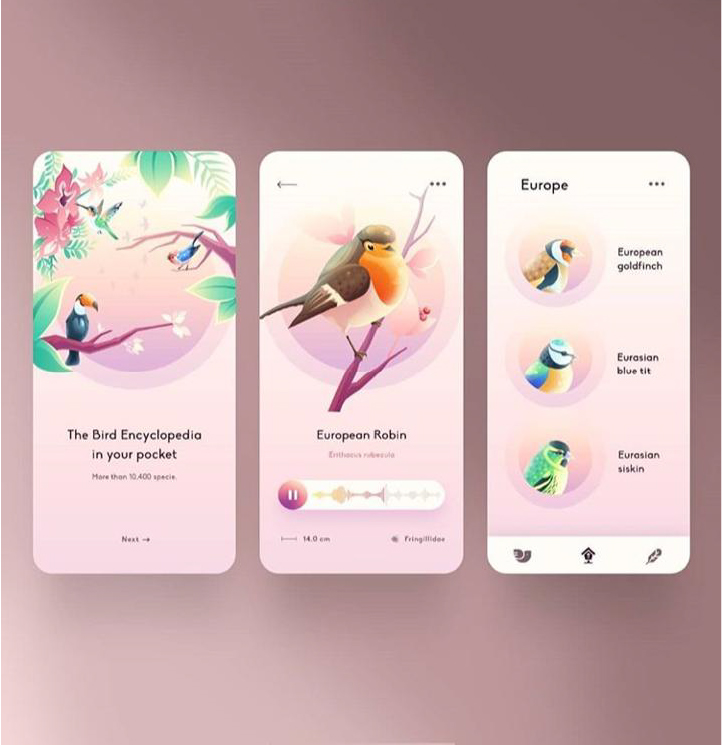 The Bird Encyclopedia
in your pocket
More than 10,400 specie.
Next →
European Robin
Erithacus rubecula
14.0 cm
Fringillidae
Europe
European
goldfinch
Eurasian
blue tit
Eurasian
siskin